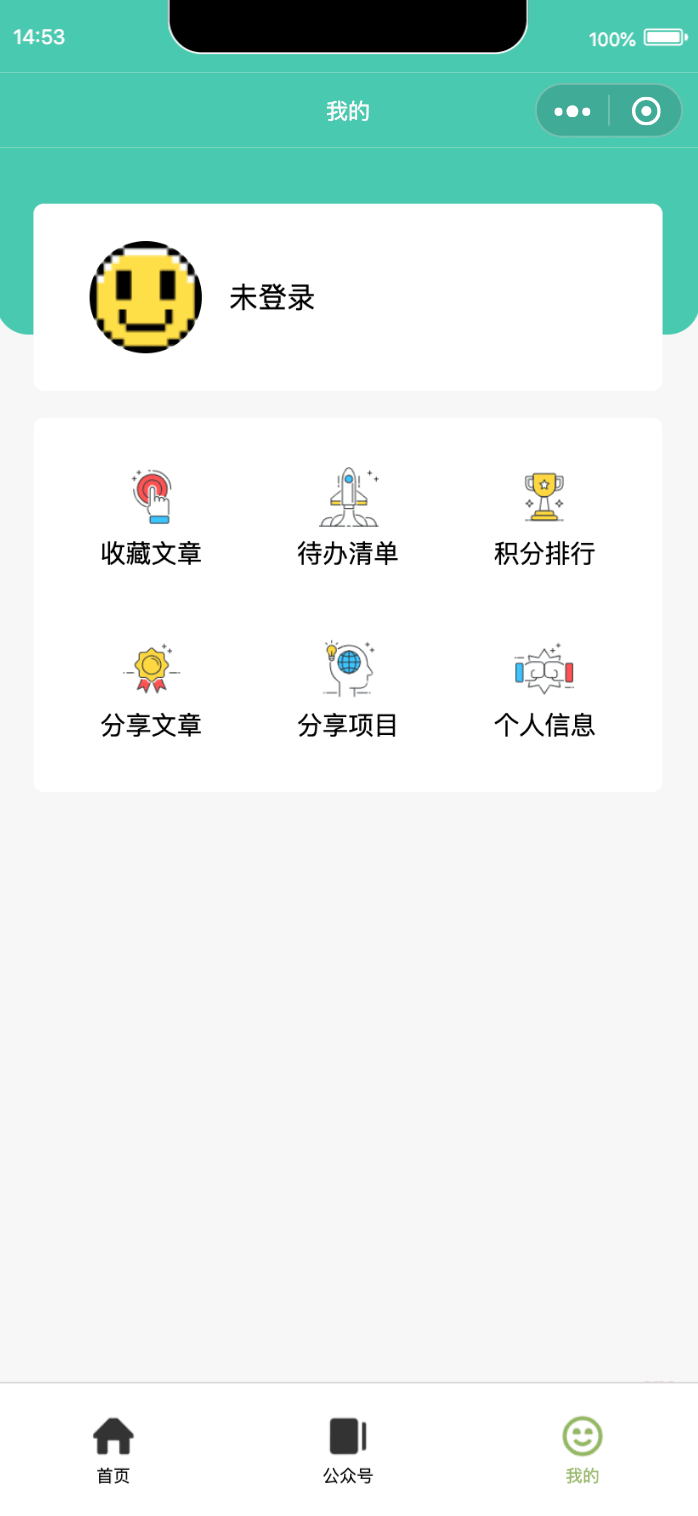 14:53
100%
我的
未登录
收藏文章 待办清单 积分排行
分享文章 分享项目 个人信息
首页 公众号 我的